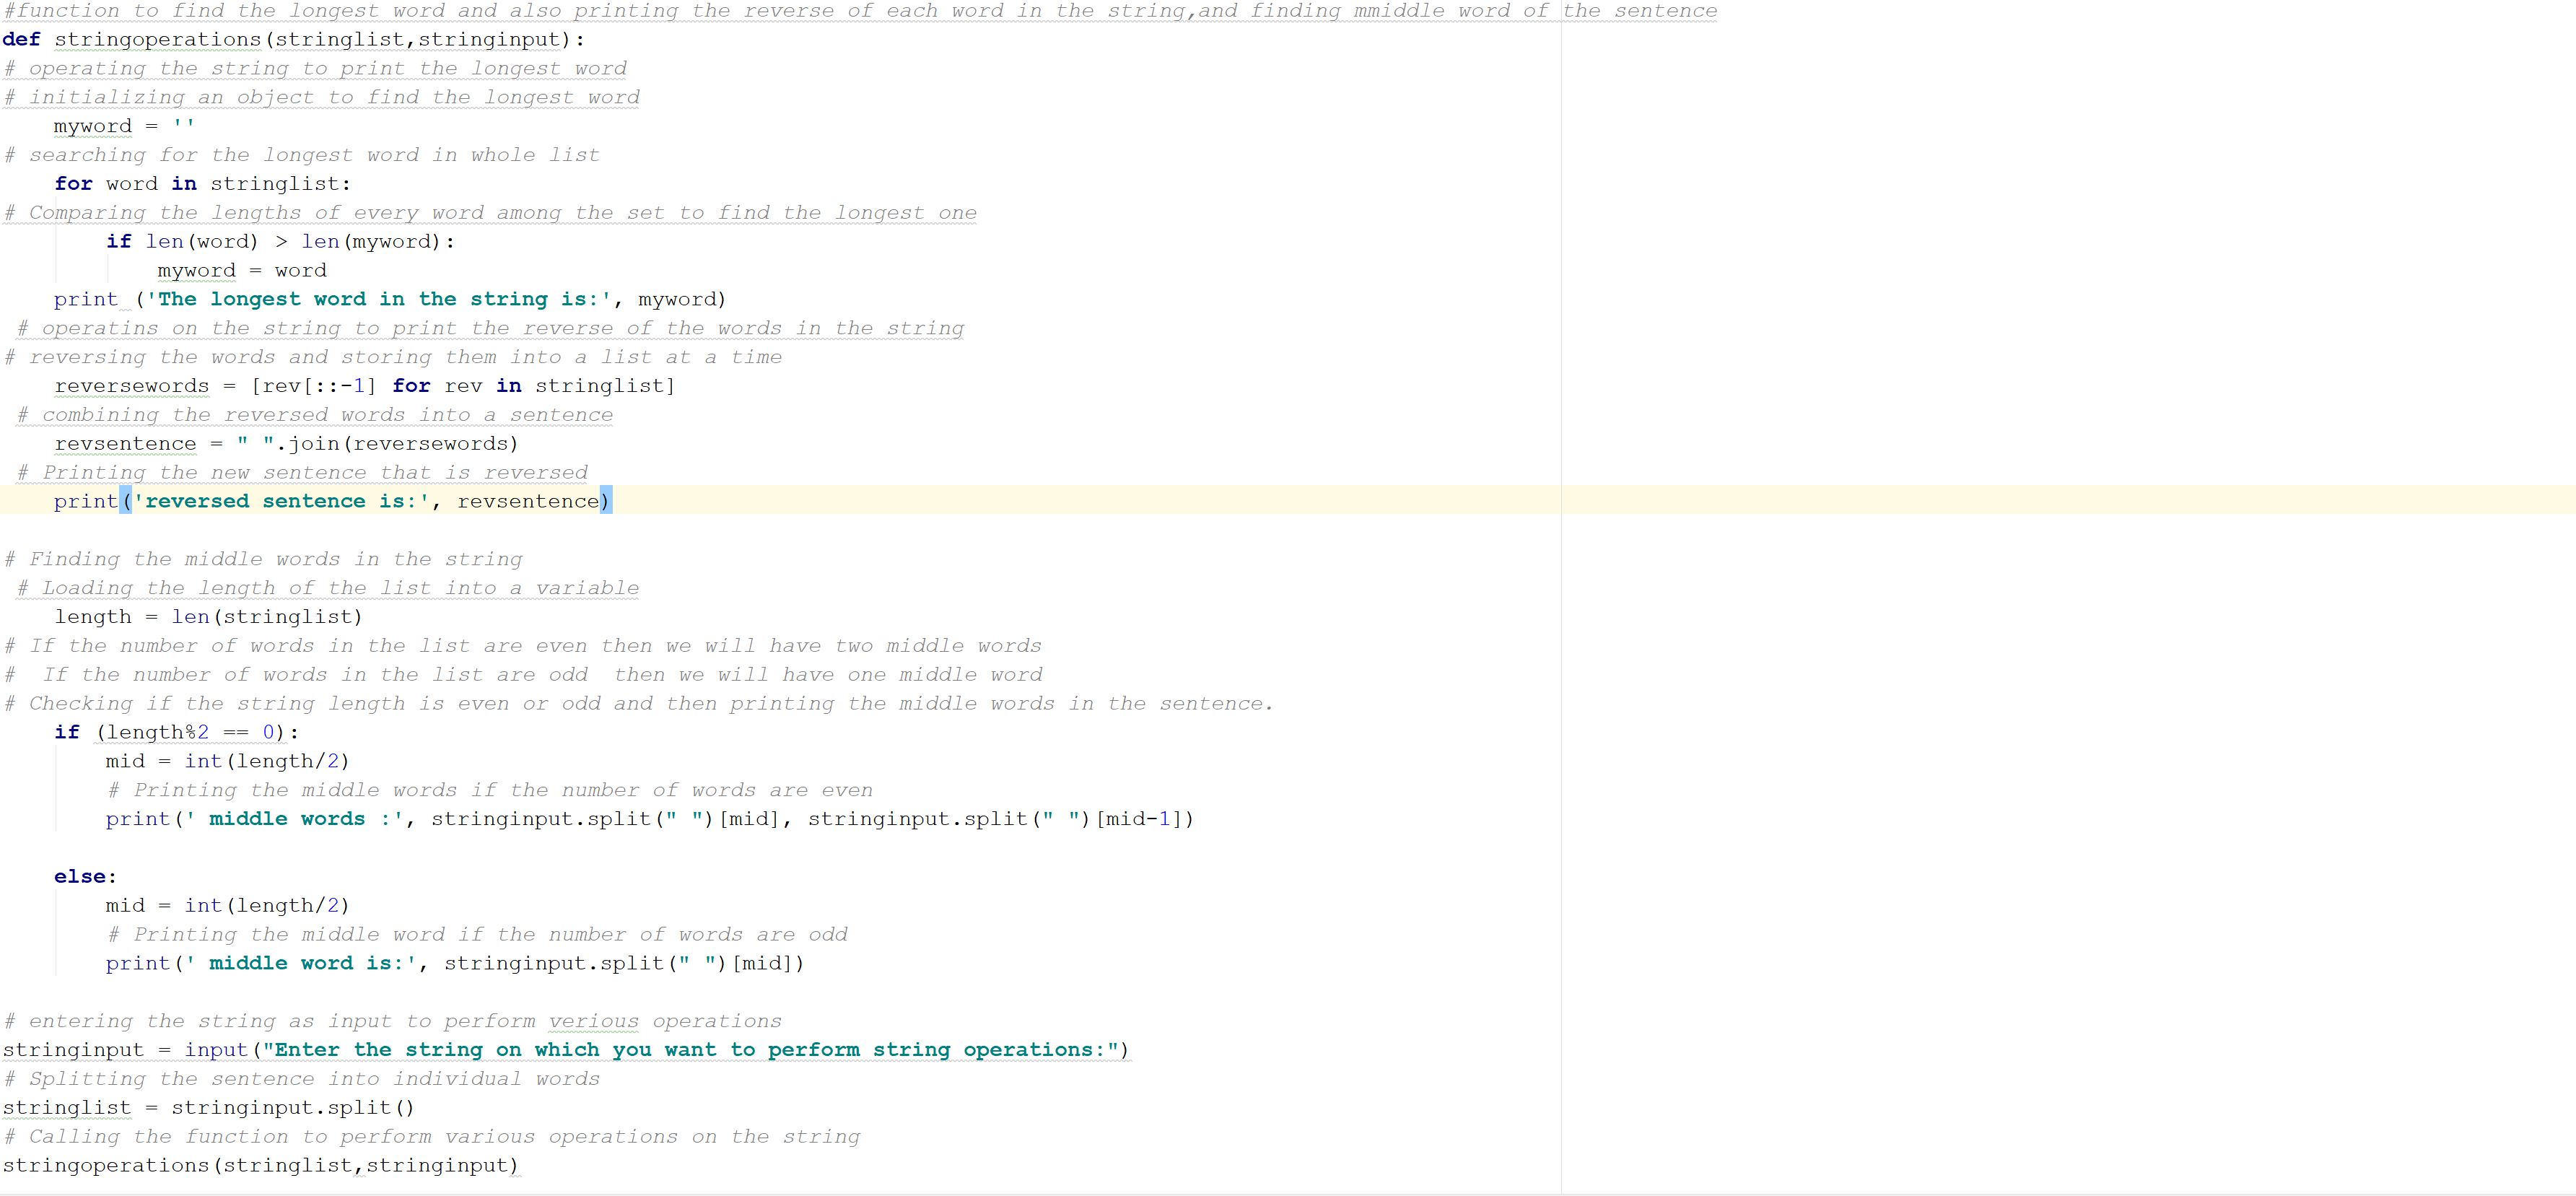 #function to find the longest word and also printing the reverse of each word in the string,and finding mmiddle word of the sentence
def stringoperations(stringlist,stringinput):
# operating the string to print the longest word
# initializing an object to find the longest word
    myword = ''
# searching for the longest word in whole list
    for word in stringlist:
# Comparing the lengths of every word among the set to find the longest one
        if len(word) > len(myword):
            myword = word
    print ('The longest word in the string is:', myword)
 # operatins on the string to print the reverse of the words in the string
# reversing the words and storing them into a list at a time
    reversewords = [rev[::-1] for rev in stringlist]
 # combining the reversed words into a sentence
    revsentence = " ".join(reversewords)
 # Printing the new sentence that is reversed
    print('reversed sentence is:', revsentence)

# Finding the middle words in the string
 # Loading the length of the list into a variable
    length = len(stringlist)
# If the number of words in the list are even then we will have two middle words
#  If the number of words in the list are odd  then we will have one middle word
# Checking if the string length is even or odd and then printing the middle words in the sentence.
    if (length%2 == 0):
        mid = int(length/2)
        # Printing the middle words if the number of words are even
        print(' middle words :', stringinput.split(" ")[mid], stringinput.split(" ")[mid-1])

    else:
        mid = int(length/2)
        # Printing the middle word if the number of words are odd
        print(' middle word is:', stringinput.split(" ")[mid])

# entering the string as input to perform verious operations
stringinput = input("Enter the string on which you want to perform string operations:")
# Splitting the sentence into individual words
stringlist = stringinput.split()
# Calling the function to perform various operations on the string
stringoperations(stringlist,stringinput)